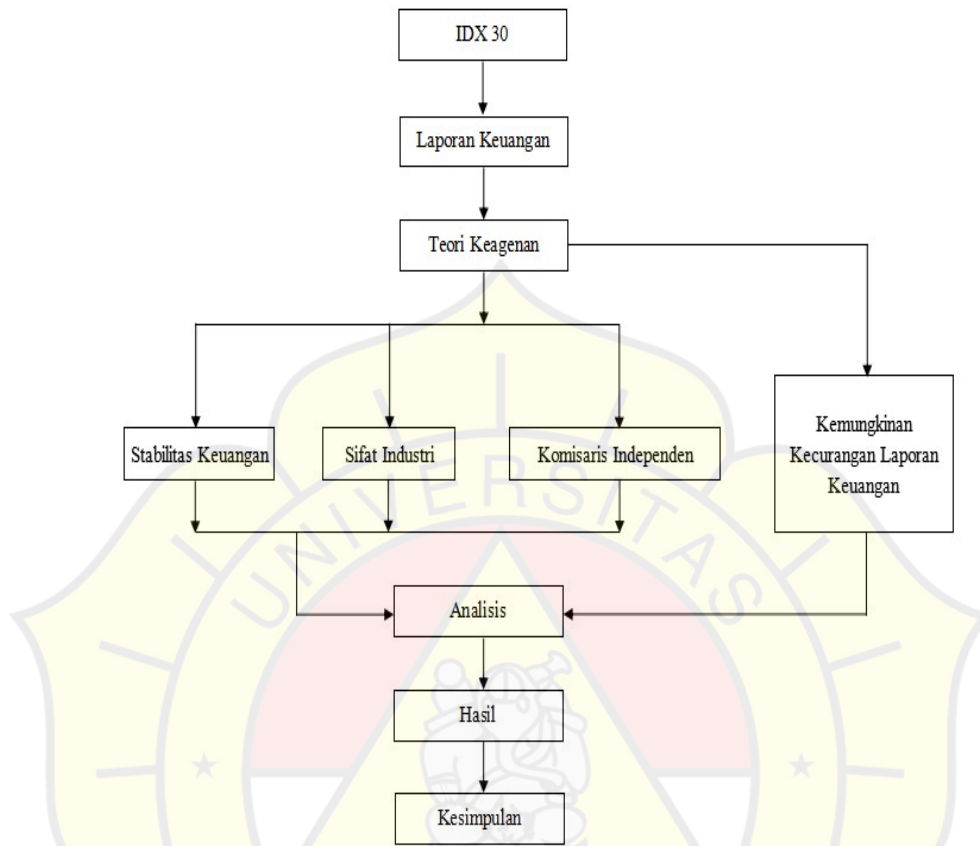 IDX 30
Laporan Keuangan
Teori Keagenan
Stabilitas Keuangan
Sifat Industri
Komisaris Independen
Kemungkinan
Kecurangan Laporan
Keuangan
UNIVERSITAS
Analisis
Hasil
Kesimpulan